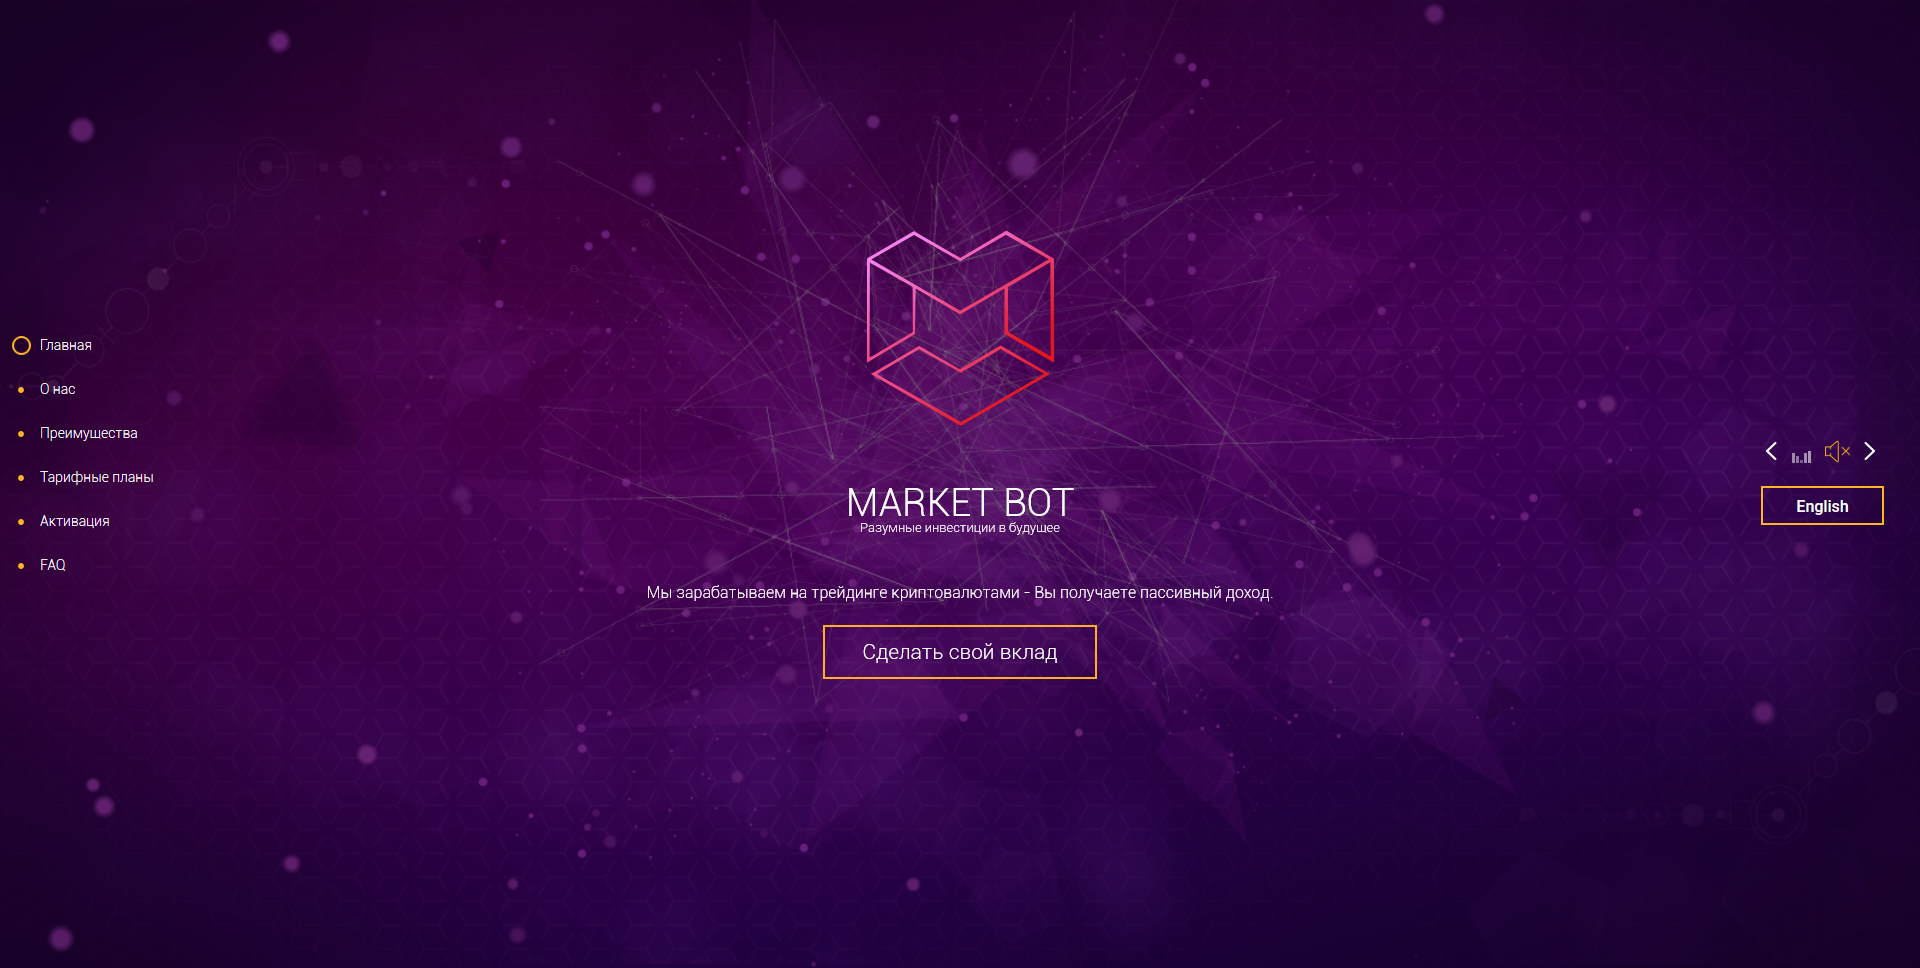 Главная
О нас
Преимущества
Тарифные планы
Активация
FAQ
MARKET BOT
Разумные инвестиции в будущее
Мы зарабатываем на трейдинге криптовалютами - Вы получаете пассивный доход.
Сделать свой вклад
English